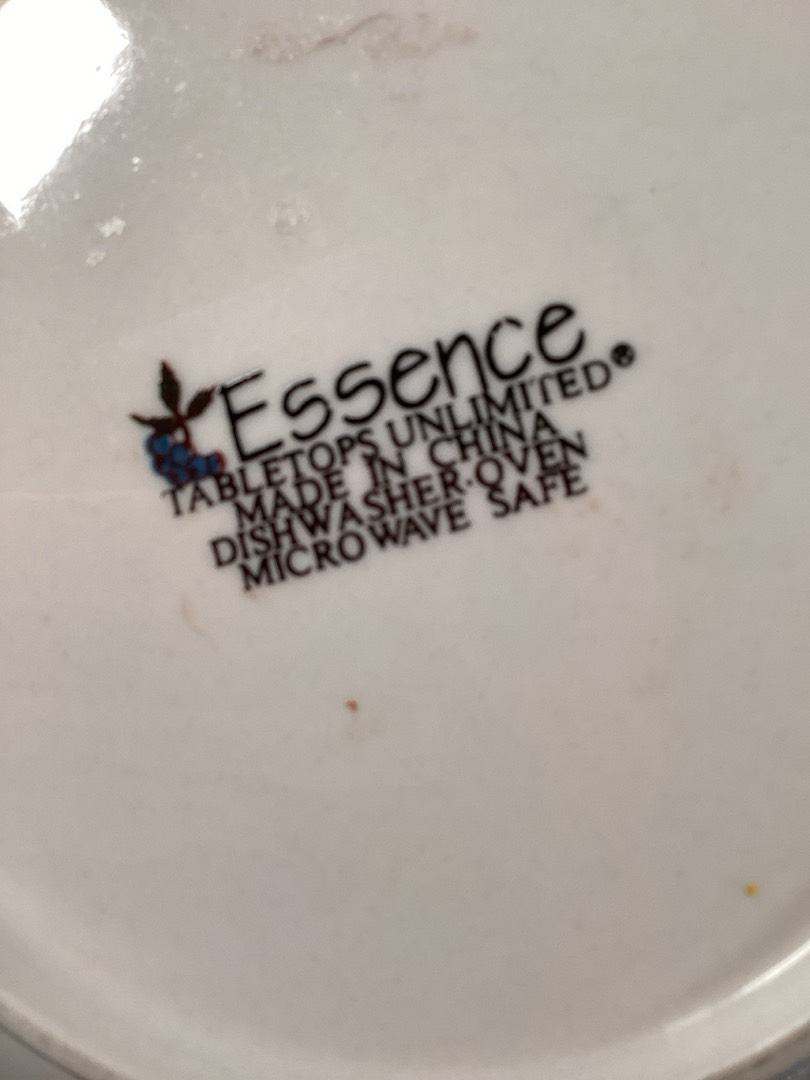 Essence
TABLETOPS UNLIMITED®
MADE IN CHINA
DISHWASHER·OVEN
MICROWAVE SAFE